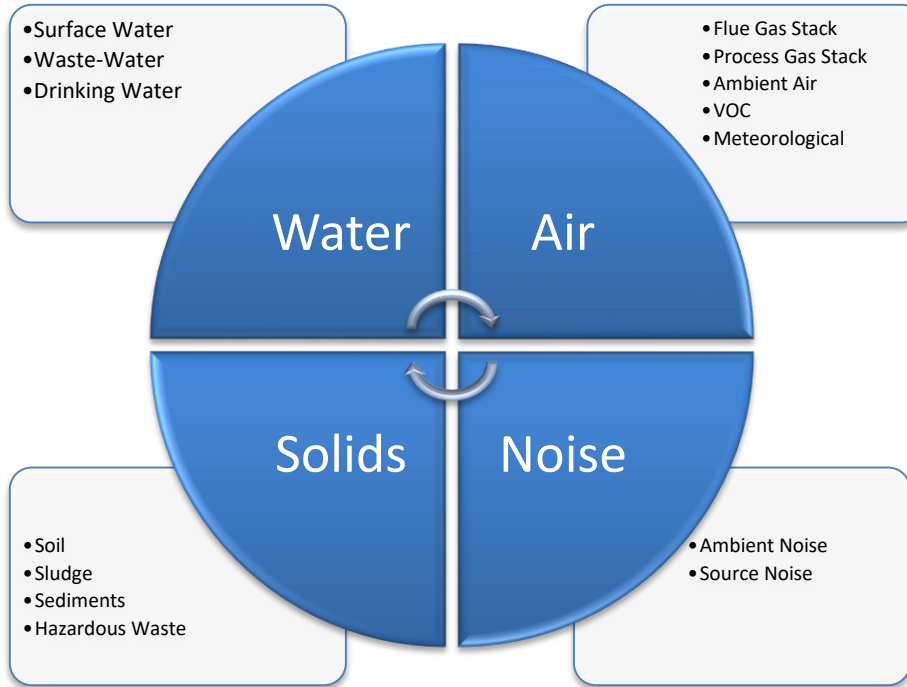 •Surface Water
•Waste-Water
•Drinking Water
•Flue Gas Stack
•Process Gas Stack
•Ambient Air
•VOC
•Meteorological
Water
Air
Solids
Noise
•Soil
•Sludge
•Sediments
•Hazardous Waste
•Ambient Noise
•Source Noise